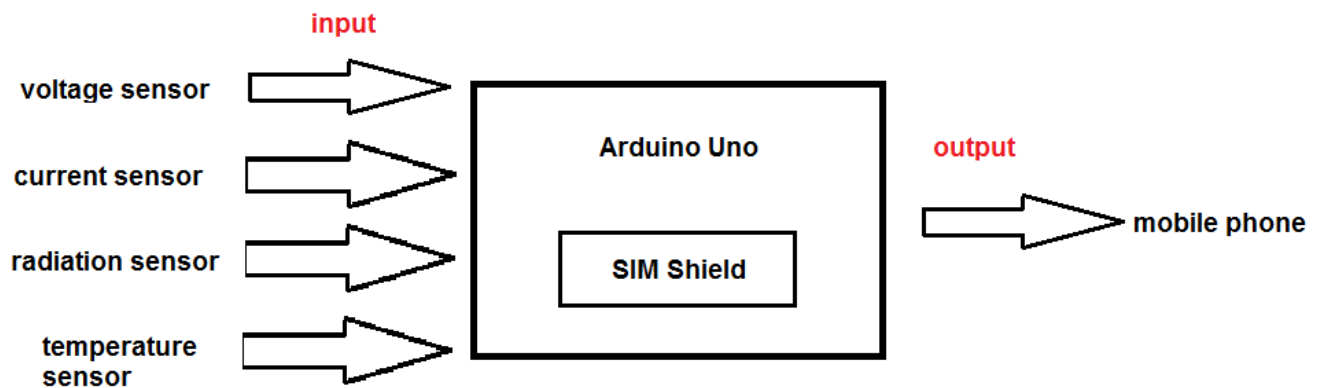 input
voltage sensor
current sensor
radiation sensor
temperature
sensor
Arduino Uno
SIM Shield
output
mobile phone